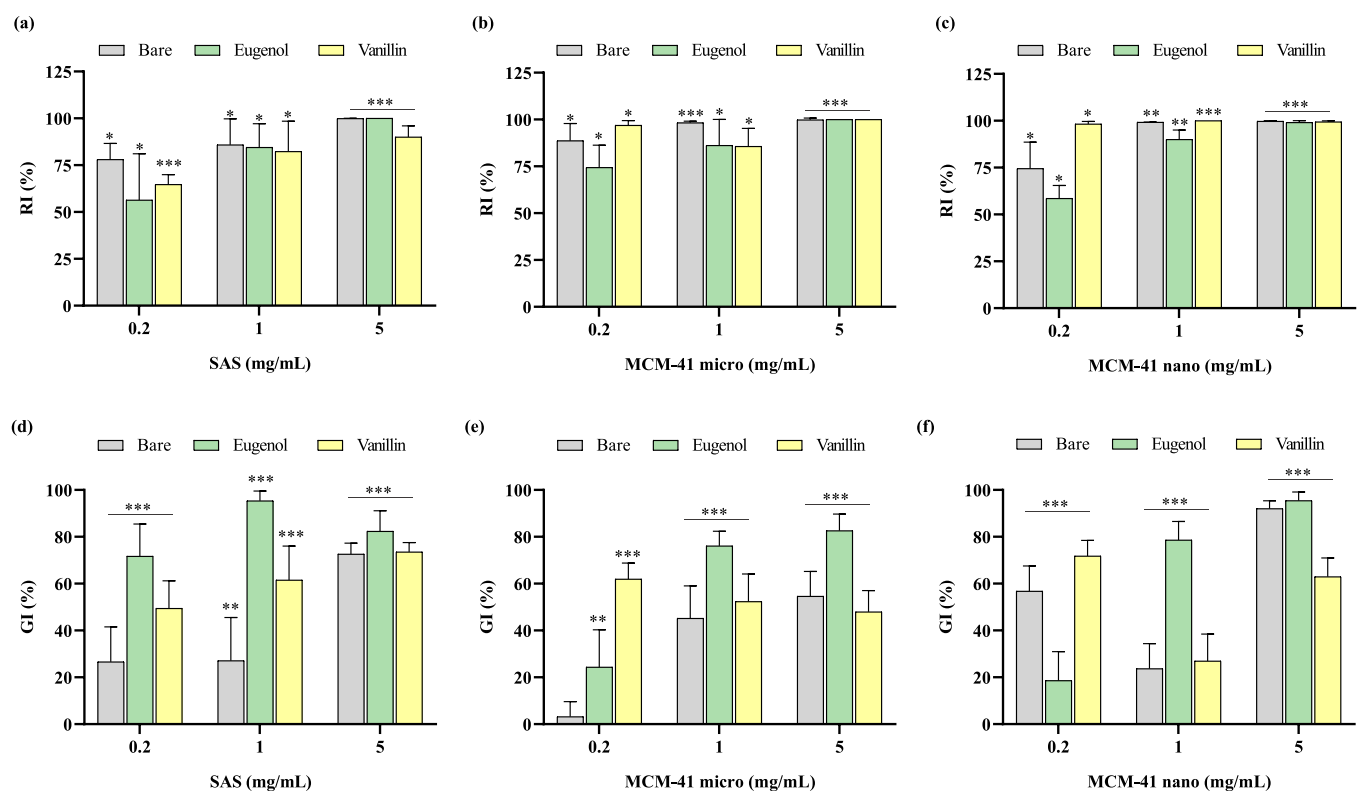 (a)
Bare Eugenol Vanillin
125
100
75
50
25
0
RI (%)
* * ***
* * *
***
0.2 1 5
SAS (mg/mL)
(b)
Bare Eugenol Vanillin
125
100
75
50
25
0
RI (%)
* * *
*** * *
***
0.2 1 5
MCM-41 micro (mg/mL)
(c)
Bare Eugenol Vanillin
125
100
75
50
25
0
RI (%)
* * *
** ** ***
***
0.2 1 5
MCM-41 nano (mg/mL)
(d)
Bare Eugenol Vanillin
100
80
60
40
20
0
GI (%)
***
** *** ***
***
0.2 1 5
SAS (mg/mL)
(e)
Bare Eugenol Vanillin
100
80
60
40
20
0
GI (%)
** ***
***
***
0.2 1 5
MCM-41 micro (mg/mL)
(f)
Bare Eugenol Vanillin
100
80
60
40
20
0
GI (%)
***
***
***
0.2 1 5
MCM-41 nano (mg/mL)